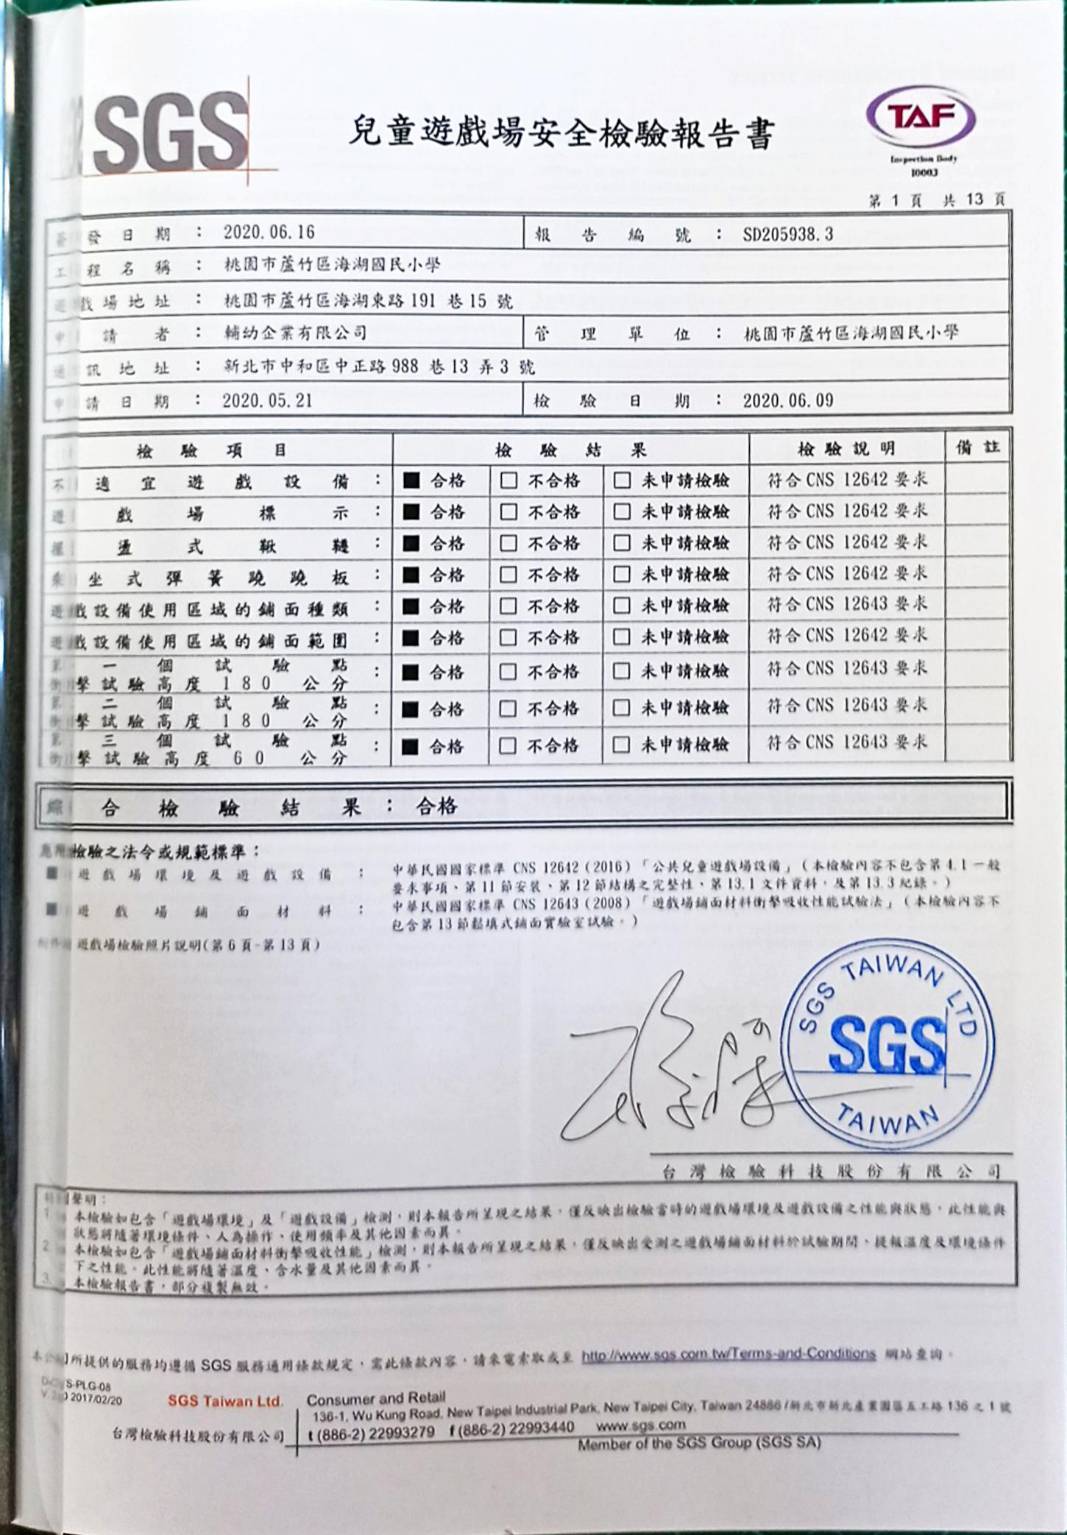 SGS
兒童遊戲場安全檢驗報告書
TAF
Inspection Body
I0003
第 1 頁 共 13 頁
發日期： 2020.06.16 報告編號： SD205938.3
工程名稱： 桃園市蘆竹區海湖國民小學
遊戲場地址： 桃園市蘆竹區海湖東路 191 巷 15 號
申請者： 輔幼企業有限公司 管理單位： 桃園市蘆竹區海湖國民小學
通訊地址： 新北市中和區中正路 988 巷 13 弄 3 號
申請日期： 2020.05.21 檢驗日期： 2020.06.09
檢驗項目 檢驗結果 檢驗說明 備註
不適宜遊戲設備： ■ 合格 □ 不合格 □ 未申請檢驗 符合 CNS 12642 要求
遊戲場標示： ■ 合格 □ 不合格 □ 未申請檢驗 符合 CNS 12642 要求
擺盪式鞦韆： ■ 合格 □ 不合格 □ 未申請檢驗 符合 CNS 12642 要求
乘坐式彈簧蹺蹺板： ■ 合格 □ 不合格 □ 未申請檢驗 符合 CNS 12642 要求
遊戲設備使用區域的鋪面種類： ■ 合格 □ 不合格 □ 未申請檢驗 符合 CNS 12643 要求
遊戲設備使用區域的鋪面範圍： ■ 合格 □ 不合格 □ 未申請檢驗 符合 CNS 12642 要求
第一個試驗點
衝擊試驗高度 180 公分： ■ 合格 □ 不合格 □ 未申請檢驗 符合 CNS 12643 要求
第二個試驗點
衝擊試驗高度 180 公分： ■ 合格 □ 不合格 □ 未申請檢驗 符合 CNS 12643 要求
第三個試驗點
衝擊試驗高度 60 公分： ■ 合格 □ 不合格 □ 未申請檢驗 符合 CNS 12643 要求
綜合檢驗結果：合格
檢驗之法令或規範標準：
■ 遊戲場環境及遊戲設備： 中華民國國家標準 CNS 12642 (2016)「公共兒童遊戲場設備」(本檢驗內容不包含第 4.1 一般
要求事項、第 11 節安裝、第 12 節結構之完整性、第 13.1 文件資料，及第 13.3 紀錄。)
■ 遊戲場鋪面材料： 中華民國國家標準 CNS 12643 (2008)「遊戲場鋪面材料衝擊吸收性能試驗法」(本檢驗內容不
包含第 13 節鬆填式鋪面實驗室試驗。)
遊戲場檢驗照片說明(第 6 頁-第 13 頁)
SGS TAIWAN LTD
SGS
TAIWAN
台灣檢驗科技股份有限公司
特別聲明：
1. 本檢驗如包含「遊戲場環境」及「遊戲設備」檢測，則本報告所呈現之結果，僅反映出檢驗當時的遊戲場環境及遊戲設備之性能與狀態，此性能與
狀態將隨著環境條件、人為操作、使用頻率及其他因素而異。
2. 本檢驗如包含「遊戲場鋪面材料衝擊吸收性能」檢測，則本報告所呈現之結果，僅反映出受測之遊戲場鋪面材料於試驗期間、提報溫度及環境條件
下之性能。此性能將隨著溫度、含水量及其他因素而異。
3. 本檢驗報告書，部分複製無效。
本公司所提供的服務均遵循 SGS 服務通用條款規定，需此條款內容，請來電索取或至 http://www.sgs.com.tw/Terms-and-Conditions 網站查詢。
S-PLG-08
2017/02/20
SGS Taiwan Ltd. Consumer and Retail
136-1, Wu Kung Road, New Taipei Industrial Park, New Taipei City, Taiwan 24886 /新北市新北產業園區五工路 136 之 1 號
台灣檢驗科技股份有限公司 t (886-2) 22993279 f (886-2) 22993440 www.sgs.com
Member of the SGS Group (SGS SA)